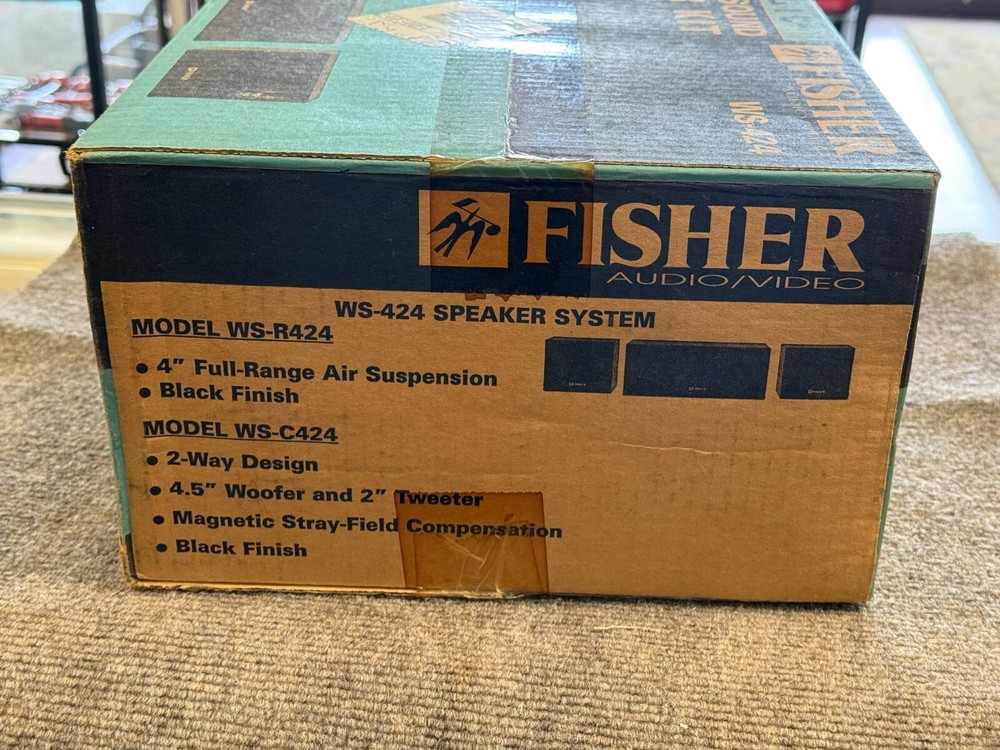 SOUND
KIT
FISHER
WS-424
FISHER
AUDIO/VIDEO
WS-424 SPEAKER SYSTEM
MODEL WS-R424
• 4” Full-Range Air Suspension
• Black Finish
MODEL WS-C424
• 2-Way Design
• 4.5” Woofer and 2” Tweeter
• Magnetic Stray-Field Compensation
• Black Finish